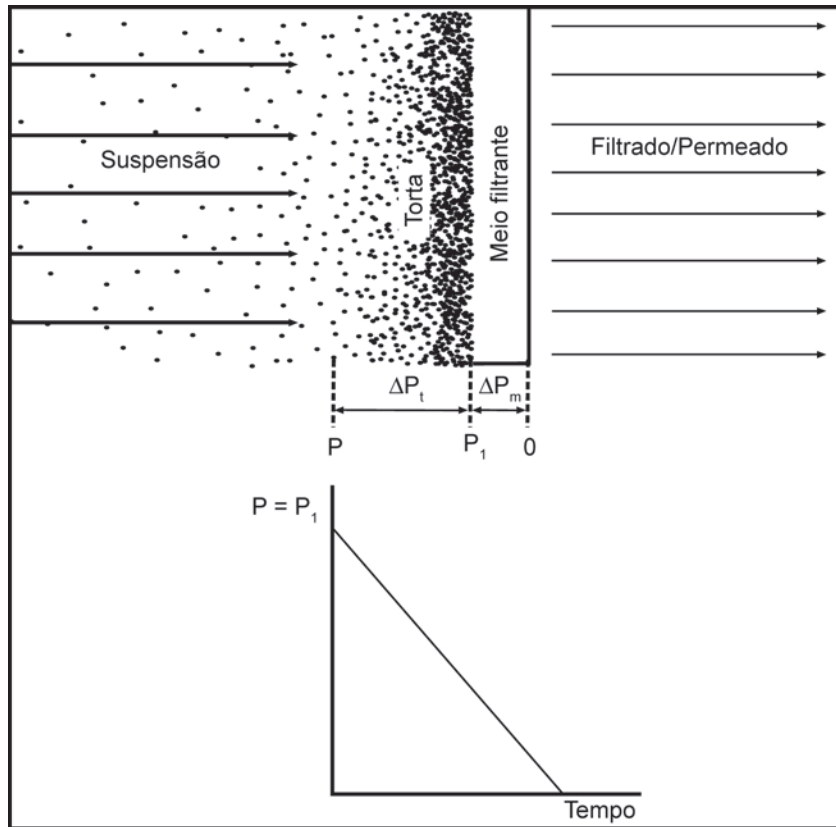 Suspensão
Torta
Meio filtrante
Filtrado/Permeado
ΔPt
ΔPm
P
P1
0
P = P1
Tempo